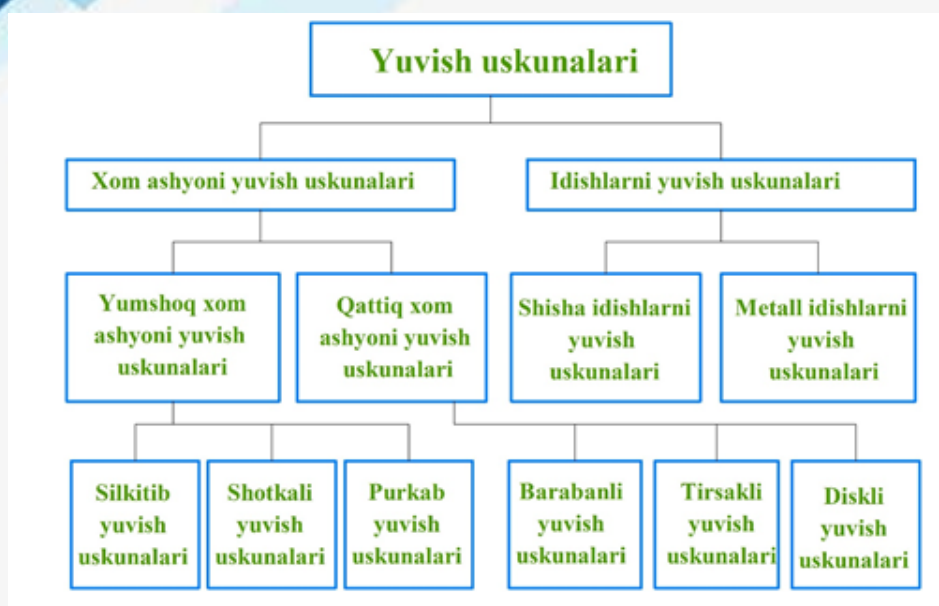 Yuvish uskunalari
Xom ashyoni yuvish uskunalari
Idishlarni yuvish uskunalari
Yumshoq xom
ashyoni yuvish
uskunalari
Qattiq xom
ashyoni yuvish
uskunalari
Shisha idishlarni
yuvish
uskunalari
Metall idishlarni
yuvish
uskunalari
Silkitib
yuvish
uskunalari
Shotkali
yuvish
uskunalari
Purkab
yuvish
uskunalari
Barabanli
yuvish
uskunalari
Tirsakli
yuvish
uskunalari
Diskli
yuvish
uskunalari